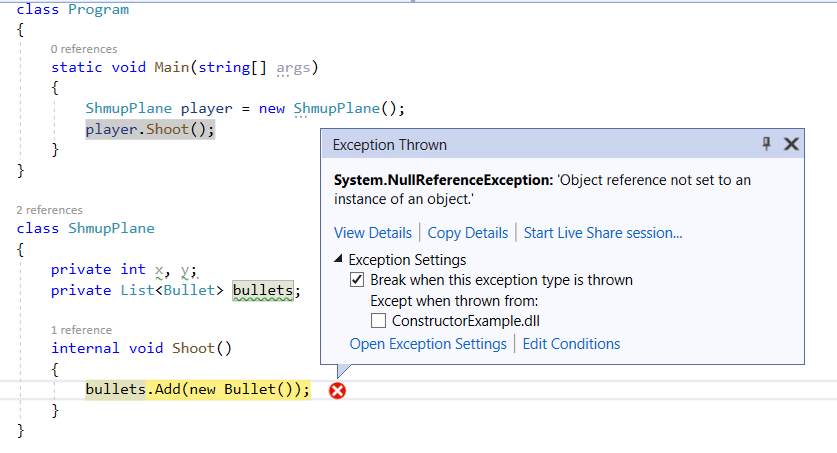 class Program
{
0 references
static void Main(string[] args)
{
ShmupPlane player = new ShmupPlane();
player.Shoot();
}
}
2 references
class ShmupPlane
{
private int x, y;
private List<Bullet> bullets;
1 reference
internal void Shoot()
{
bullets.Add(new Bullet());
}
}
Exception Thrown
System.NullReferenceException: 'Object reference not set to an
instance of an object.'
View Details | Copy Details | Start Live Share session...
Exception Settings
Break when this exception type is thrown
Except when thrown from:
ConstructorExample.dll
Open Exception Settings | Edit Conditions